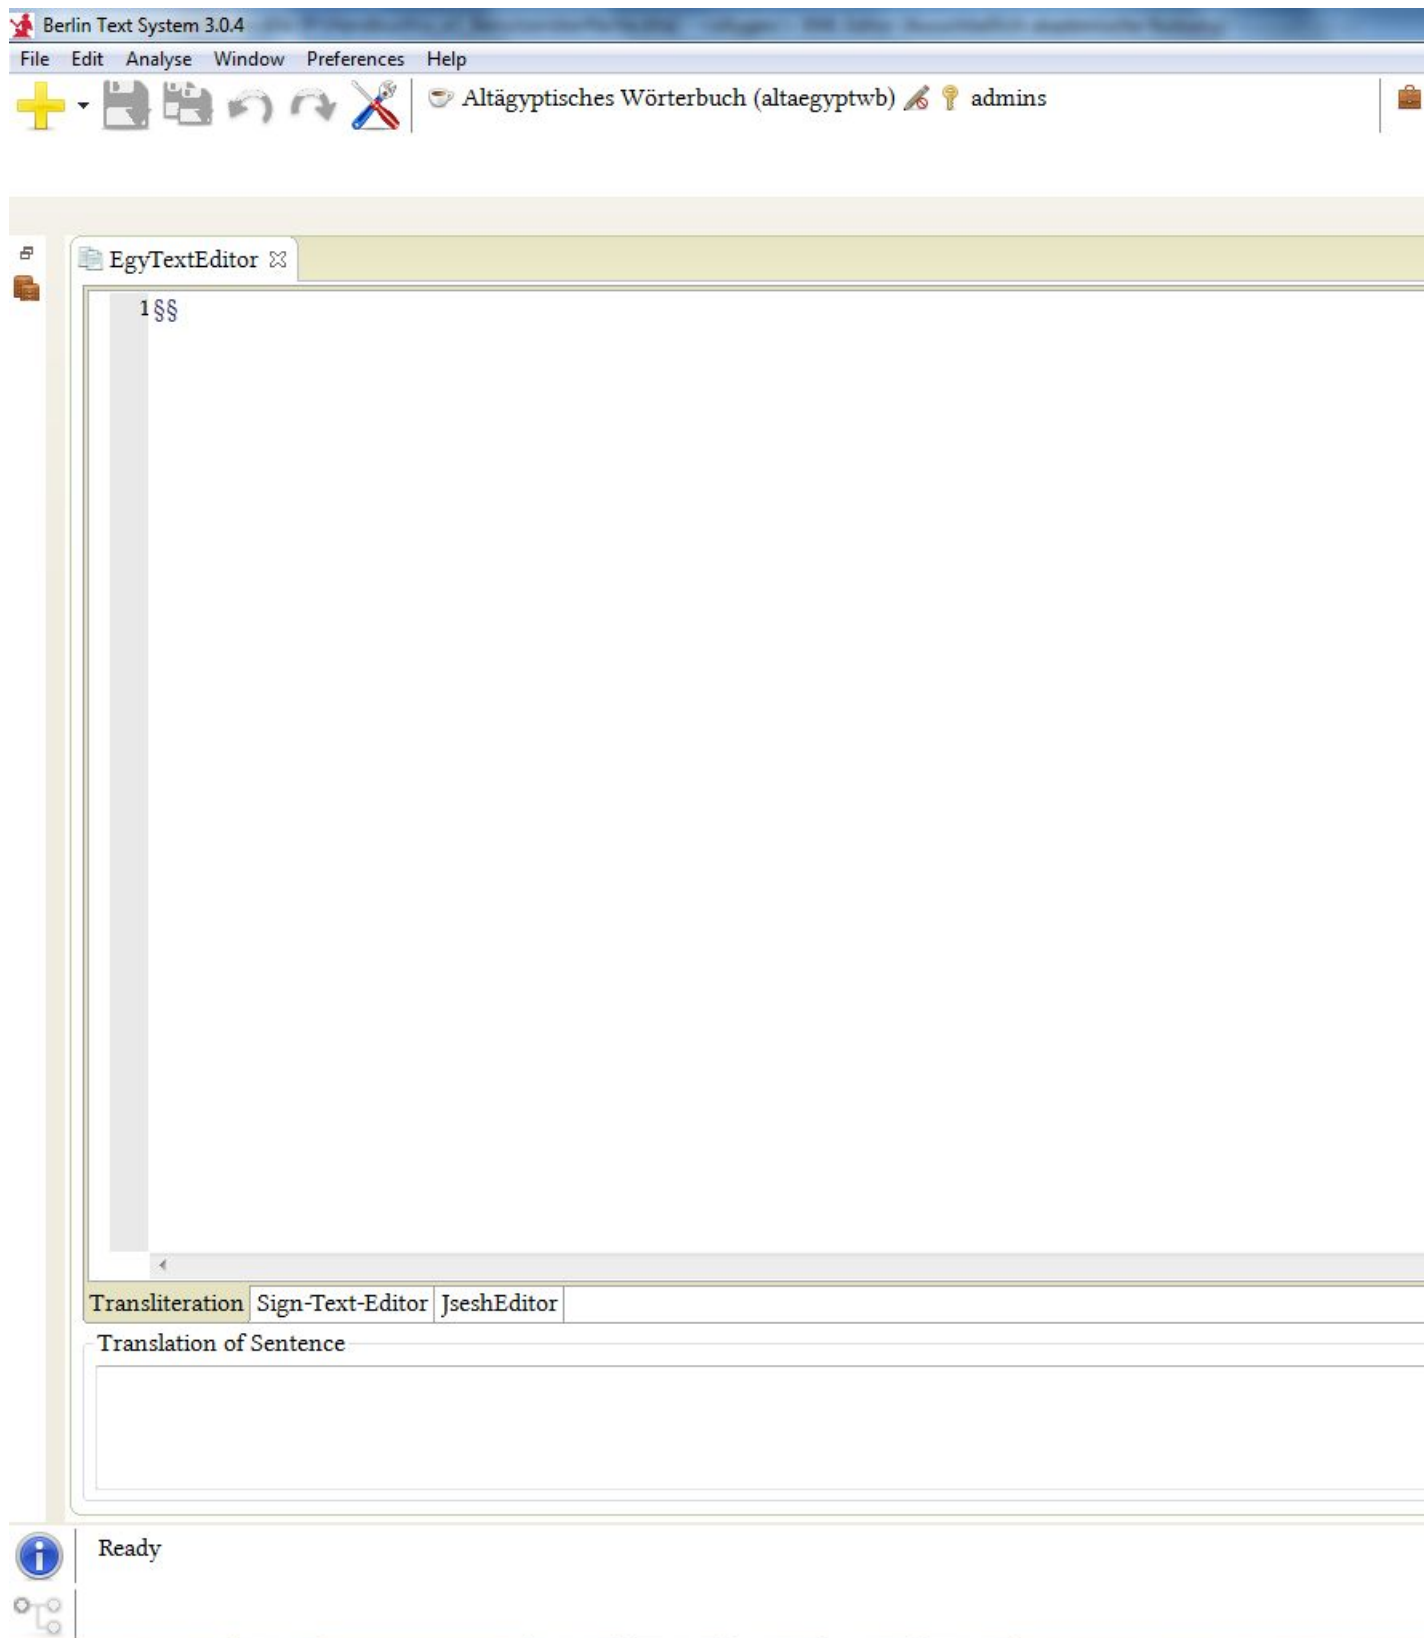 Berlin Text System 3.0.4
File Edit Analyse Window Preferences Help
Altägyptisches Wörterbuch (altaegyptwb) admins
EgyTextEditor
1 §§
Transliteration Sign-Text-Editor JseshEditor
Translation of Sentence
Ready